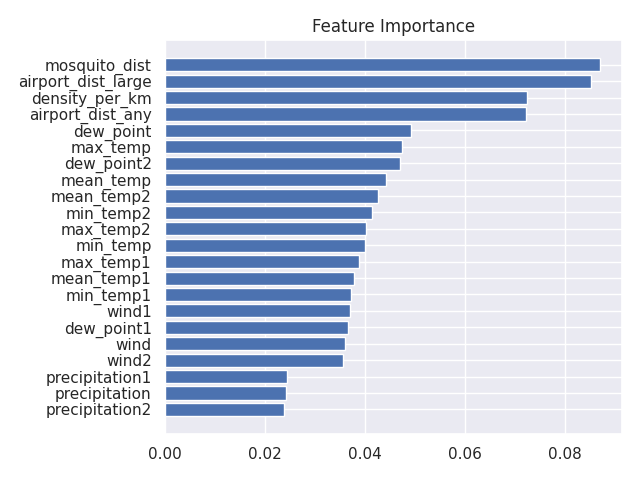 Feature Importance
mosquito_dist
airport_dist_large
density_per_km
airport_dist_any
dew_point
max_temp
dew_point2
mean_temp
mean_temp2
min_temp2
max_temp2
min_temp
max_temp1
mean_temp1
min_temp1
wind1
dew_point1
wind
wind2
precipitation1
precipitation
precipitation2
0.00 0.02 0.04 0.06 0.08